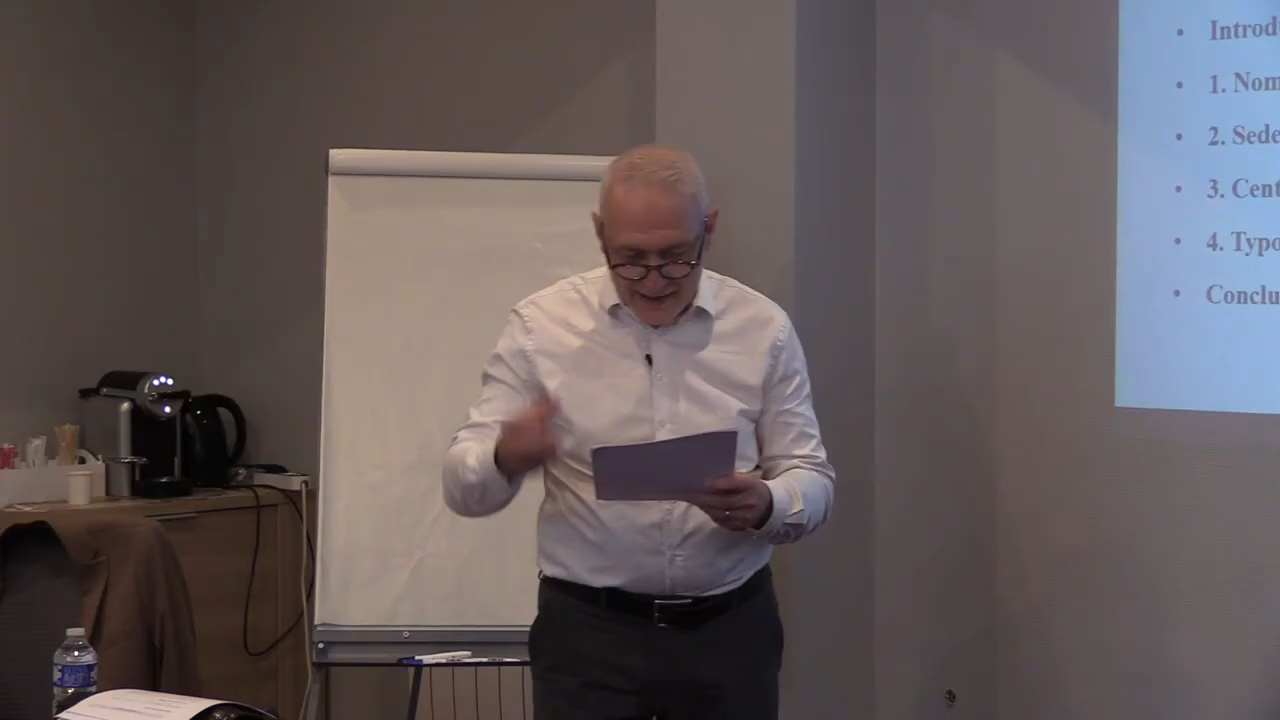 • Introd
• 1. Nom
• 2. Sede
• 3. Cent
• 4. Typo
• Conclu